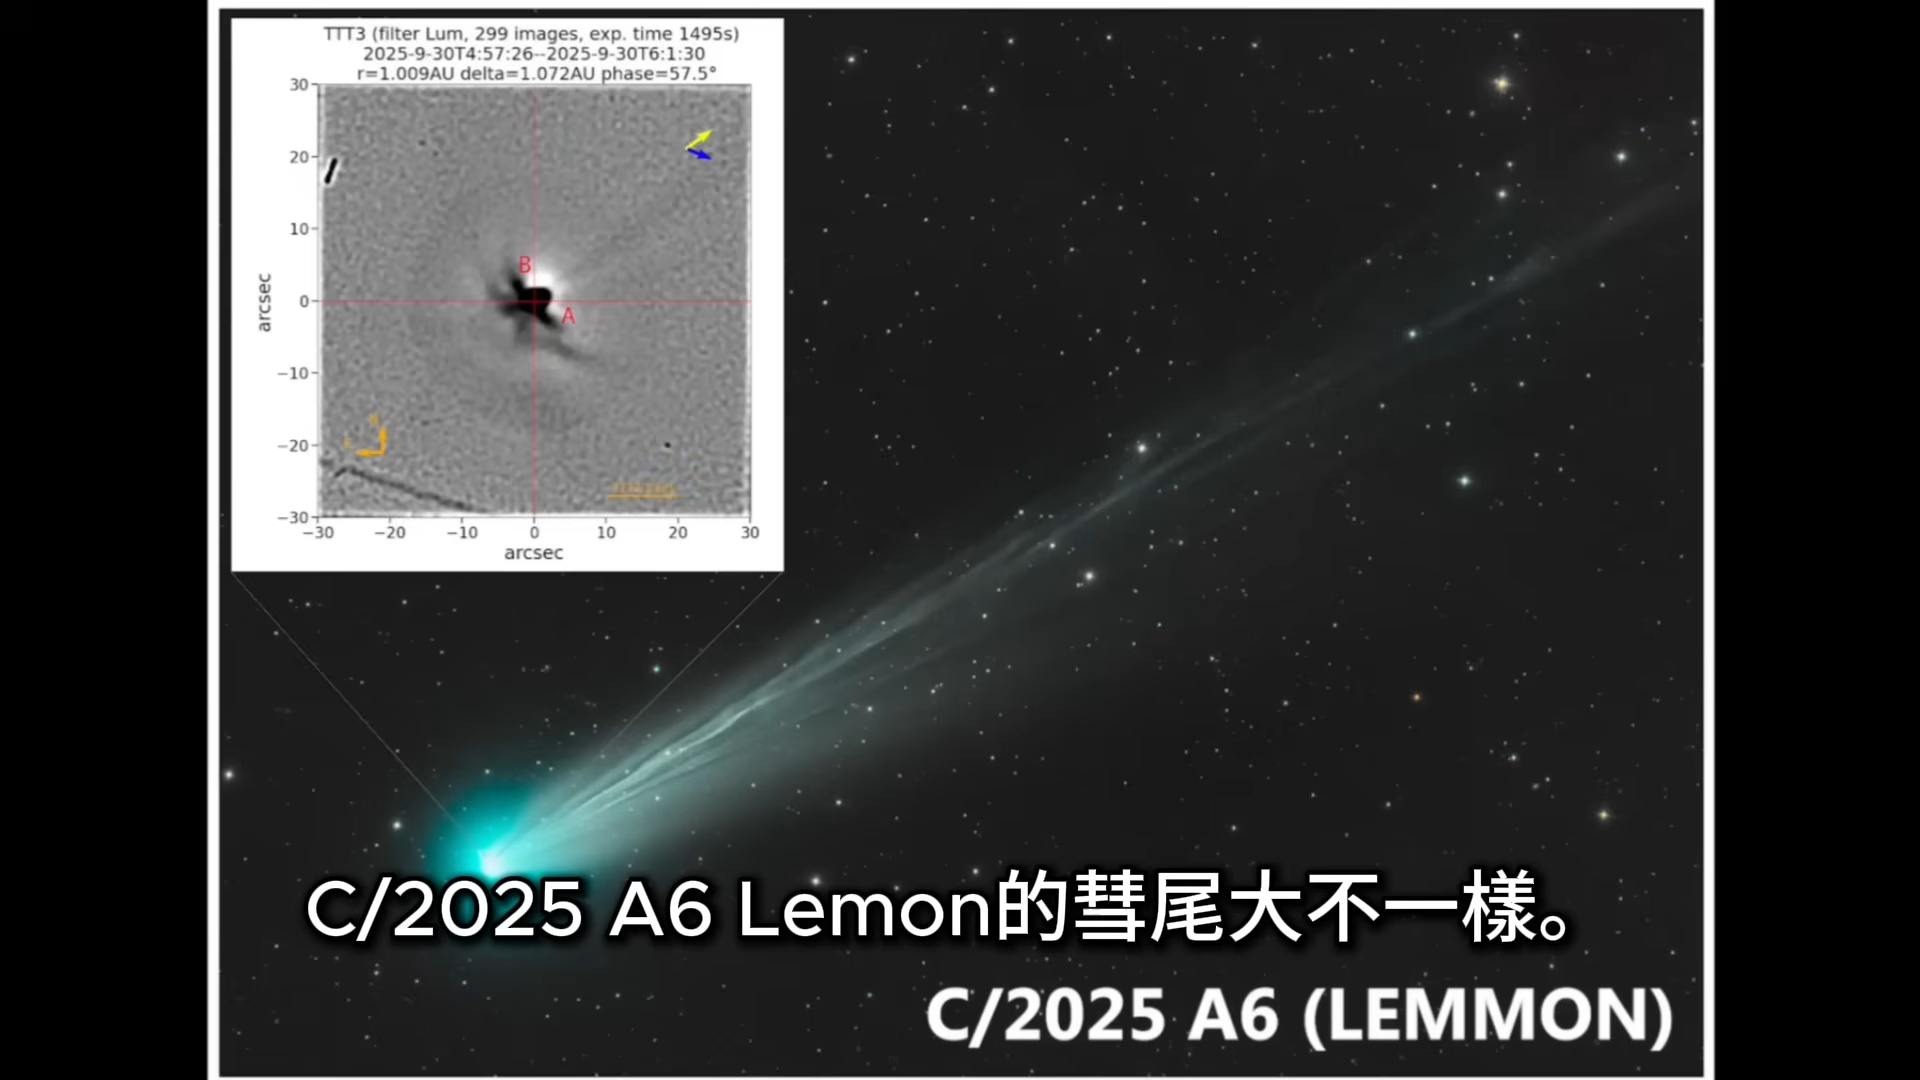 TTT3 (filter Lum, 299 images, exp. time 1495s)
2025-9-30T4:57:26--2025-9-30T6:1:30
r=1.009AU delta=1.072AU phase=57.5°
30
20
10
0
−10
−20
−30
arcsec
B
A
−30 −20 −10 0 10 20 30
arcsec
C/2025 A6 Lemon的彗尾大不一樣。
C/2025 A6 (LEMMON)